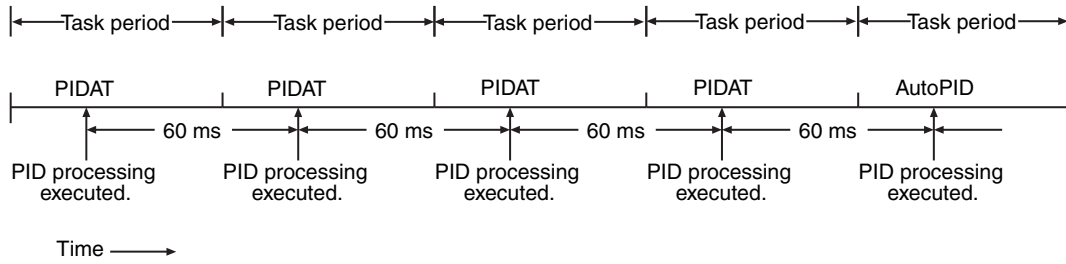 Task period Task period Task period Task period Task period
PIDAT PIDAT PIDAT PIDAT AutoPID
60 ms 60 ms 60 ms 60 ms
PID processing PID processing PID processing PID processing PID processing
executed. executed. executed. executed. executed.
Time